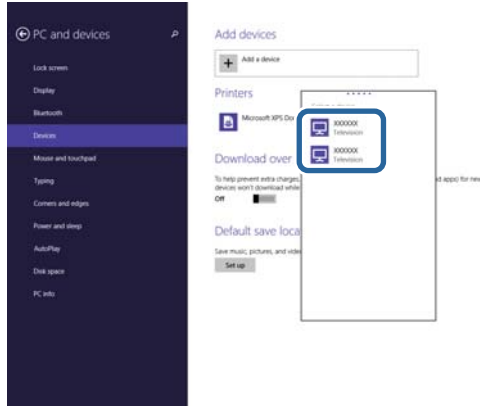 PC and devices
Lock screen
Display
Bluetooth
Devices
Mouse and touchpad
Typing
Corners and edges
Power and sleep
AutoPlay
Disk space
PC info
Add devices
Add a device
Printers
Microsoft XPS Doc
Download over
To help prevent extra charges,
d apps) for new
devices won't download while
Off
Default save loca
Save music, pictures, and vide
Set up
XXXXXX
Television
XXXXXX
Television